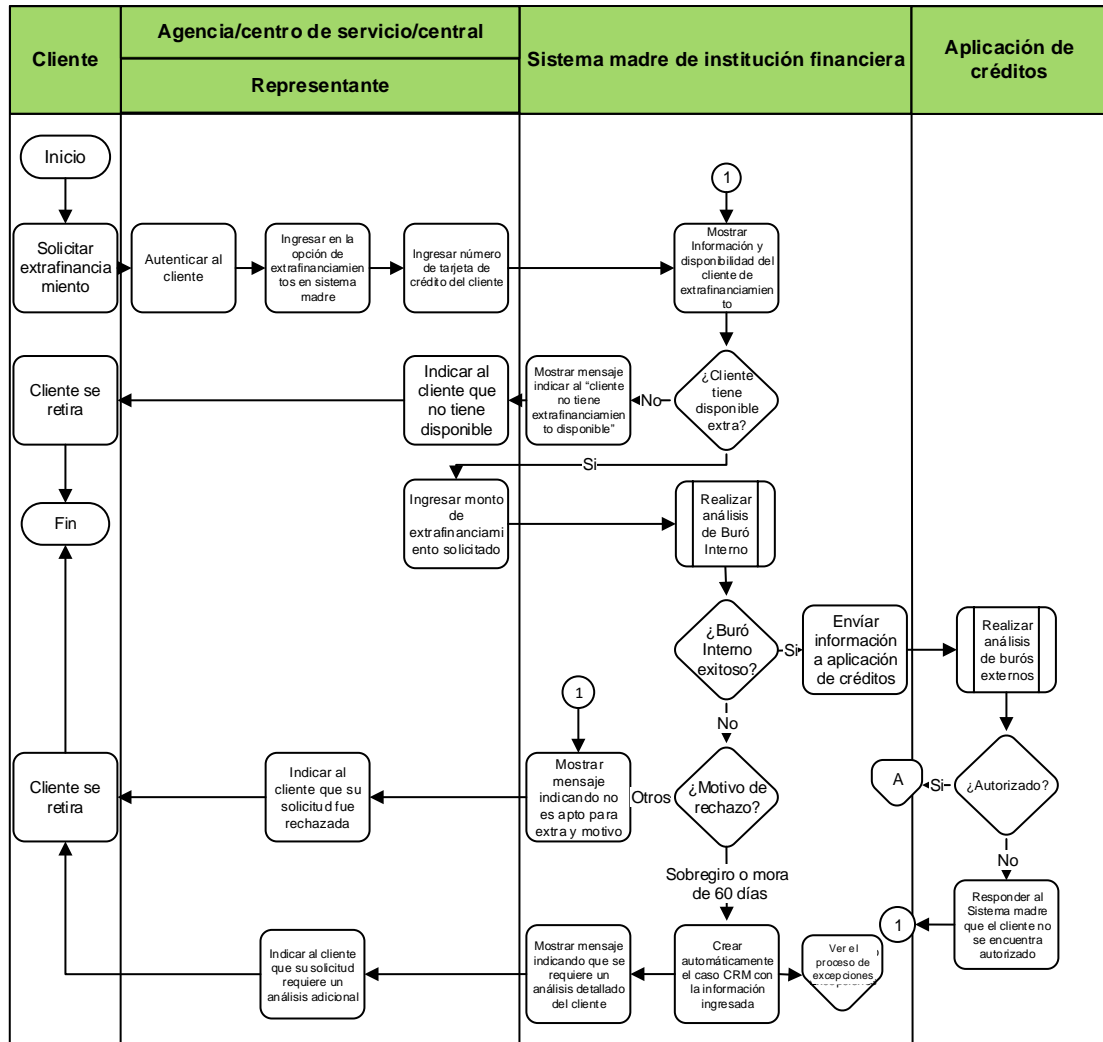 Cliente
Agencia/centro de servicio/central
Representante
Sistema madre de institución financiera
Aplicación de
créditos
Inicio
1
Solicitar
extrafinancia
miento
Autenticar al
cliente
Ingresar en la
opción de
extrafinanciamien
tos en sistema
madre
Ingresar número
de tarjeta de
crédito del cliente
Mostrar
Información y
disponibilidad del
cliente de
extrafinanciamien
to
Cliente se
retira
Indicar al
cliente que
no tiene
disponible
Mostrar mensaje
indicar al “cliente
no tiene
extrafinanciamien
to disponible”
No
¿Cliente
tiene
disponible
extra?
Si
Fin
Ingresar monto
de
extrafinanciami
ento solicitado
Realizar
análisis
de Buró
Interno
¿Buró
Interno
exitoso?
Si
Envíar
información
a aplicación
de créditos
Realizar
análisis
de burós
externos
1
No
Cliente se
retira
Indicar al
cliente que su
solicitud fue
rechazada
Mostrar
mensaje
indicando no
es apto para
extra y motivo
Otros
¿Motivo de
rechazo?
A
Si
¿Autorizado?
Sobregiro o mora
de 60 días
No
Indicar al cliente
que su solicitud
requiere un
análisis adicional
Mostrar mensaje
indicando que se
requiere un
análisis detallado
del cliente
Crear
automáticamente
el caso CRM con
la información
ingresada
Ver el
proceso de
excepciones
1
Responder al
Sistema madre
que el cliente no
se encuentra
autorizado